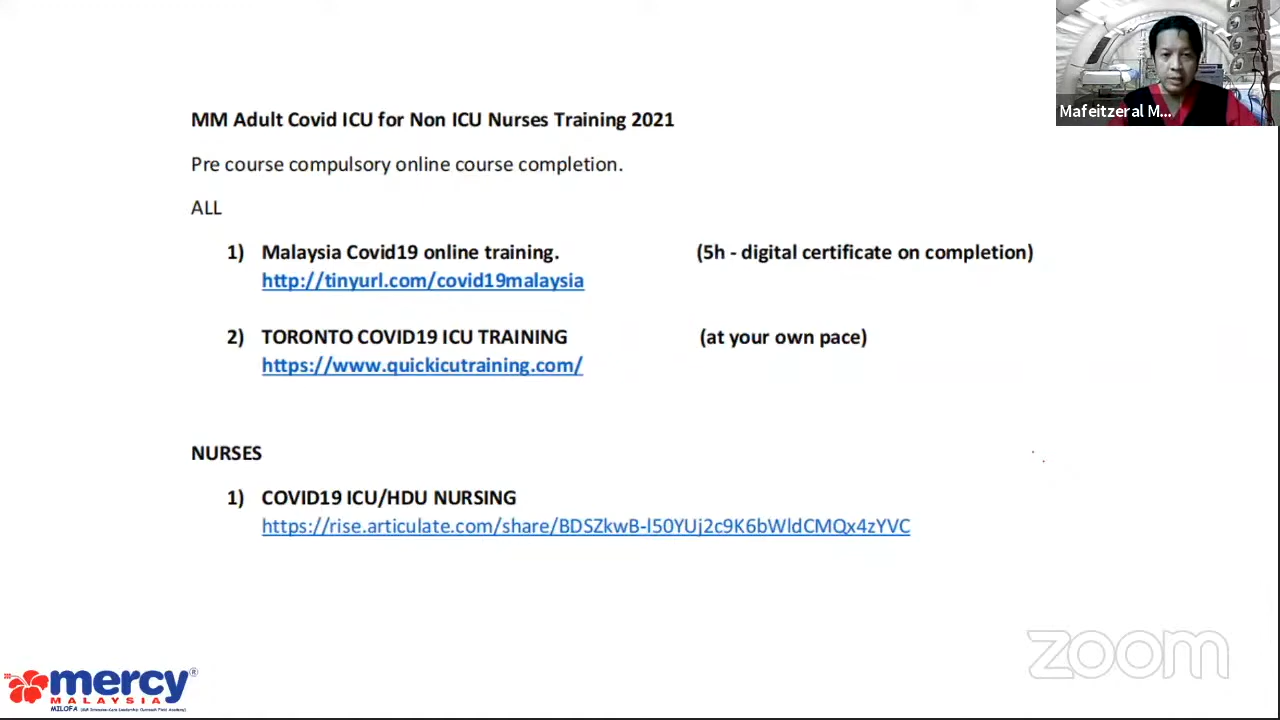 MM Adult Covid ICU for Non ICU Nurses Training 2021
Pre course compulsory online course completion.
ALL
1) Malaysia Covid19 online training. (5h - digital certificate on completion)
http://tinyurl.com/covid19malaysia
2) TORONTO COVID19 ICU TRAINING (at your own pace)
https://www.quickicutraining.com/
NURSES
1) COVID19 ICU/HDU NURSING
https://rise.articulate.com/share/BDSZkwB-l50YUj2c9K6bWldCMQx4zYVC
Mafeitzeral M...
zoom
mercy®
MALAYSIA
MILOFA